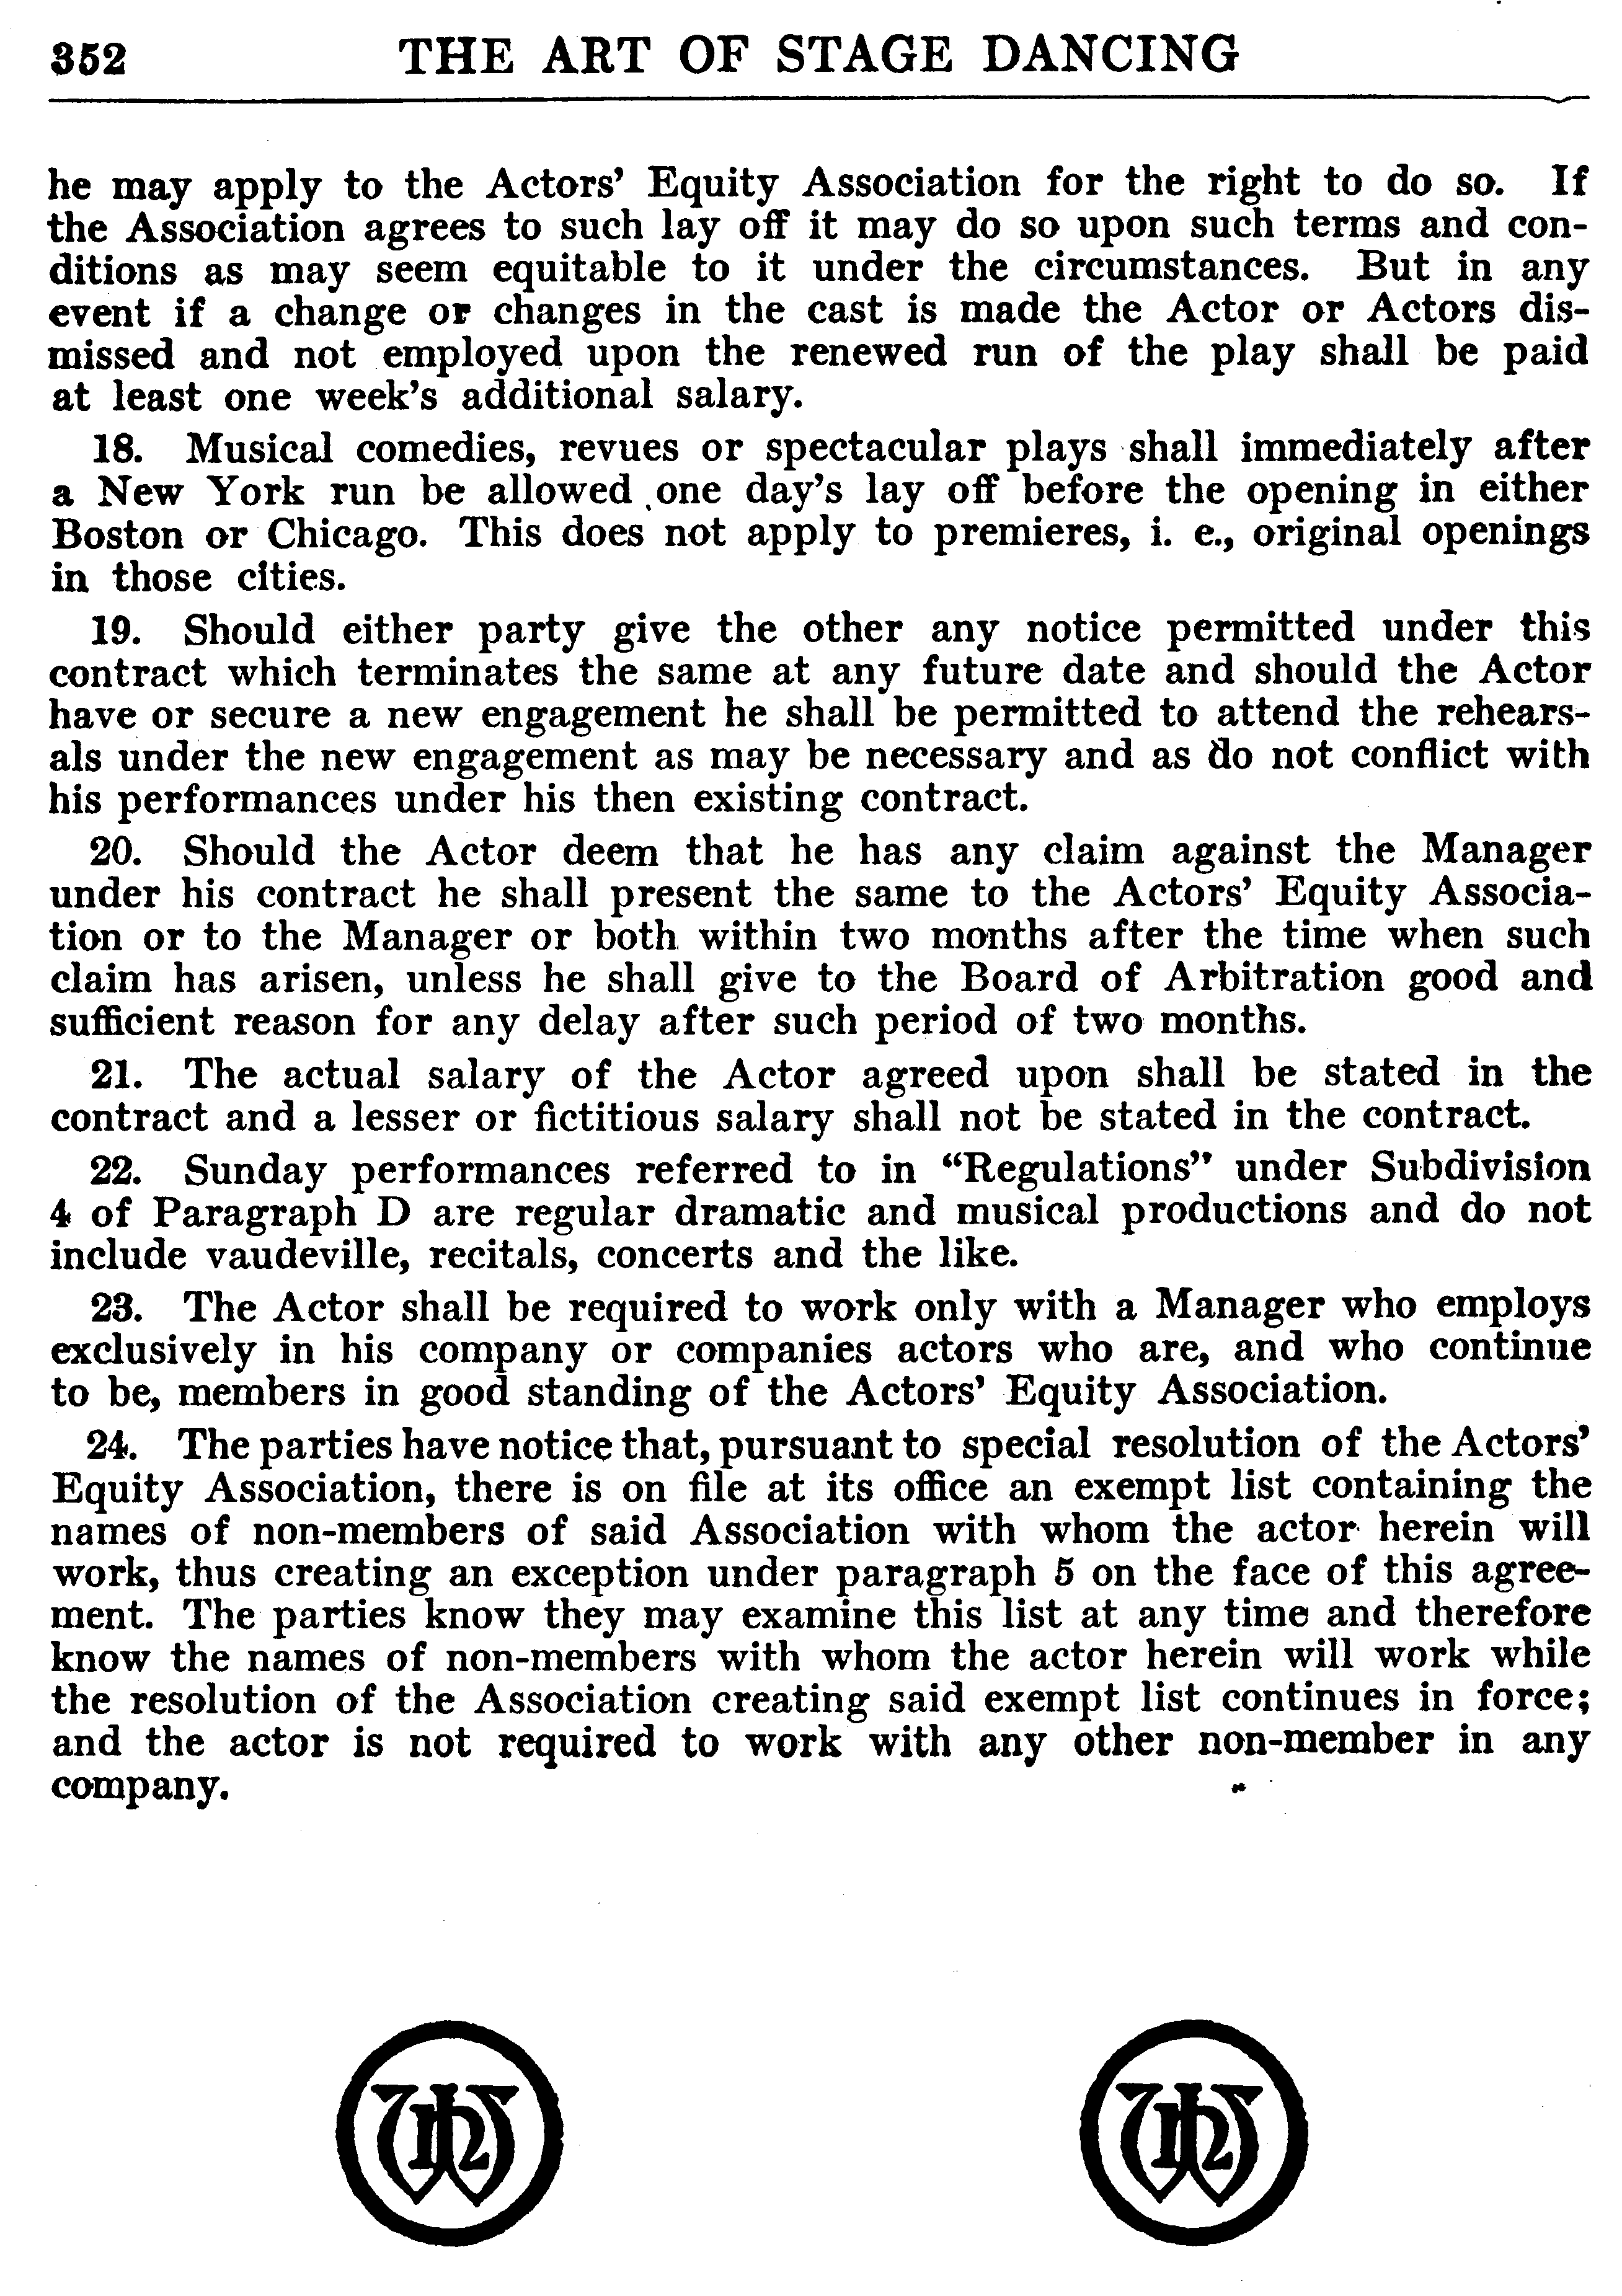 352 THE ART OF STAGE DANCING
he may apply to the Actors’ Equity Association for the right to do so. If
the Association agrees to such lay off it may do so upon such terms and con-
ditions as may seem equitable to it under the circumstances. But in any
event if a change or changes in the cast is made the Actor or Actors dis-
missed and not employed upon the renewed run of the play shall be paid
at least one week’s additional salary.
18. Musical comedies, revues or spectacular plays shall immediately after
a New York run be allowed one day’s lay off before the opening in either
Boston or Chicago. This does not apply to premieres, i. e., original openings
in those cities.
19. Should either party give the other any notice permitted under this
contract which terminates the same at any future date and should the Actor
have or secure a new engagement he shall be permitted to attend the rehears-
als under the new engagement as may be necessary and as do not conflict with
his performances under his then existing contract.
20. Should the Actor deem that he has any claim against the Manager
under his contract he shall present the same to the Actors’ Equity Associa-
tion or to the Manager or both within two months after the time when such
claim has arisen, unless he shall give to the Board of Arbitration good and
sufficient reason for any delay after such period of two months.
21. The actual salary of the Actor agreed upon shall be stated in the
contract and a lesser or fictitious salary shall not be stated in the contract.
22. Sunday performances referred to in “Regulations” under Subdivision
4 of Paragraph D are regular dramatic and musical productions and do not
include vaudeville, recitals, concerts and the like.
23. The Actor shall be required to work only with a Manager who employs
exclusively in his company or companies actors who are, and who continue
to be, members in good standing of the Actors’ Equity Association.
24. The parties have notice that, pursuant to special resolution of the Actors’
Equity Association, there is on file at its office an exempt list containing the
names of non-members of said Association with whom the actor herein will
work, thus creating an exception under paragraph 5 on the face of this agree-
ment. The parties know they may examine this list at any time and therefore
know the names of non-members with whom the actor herein will work while
the resolution of the Association creating said exempt list continues in force;
and the actor is not required to work with any other non-member in any
company.